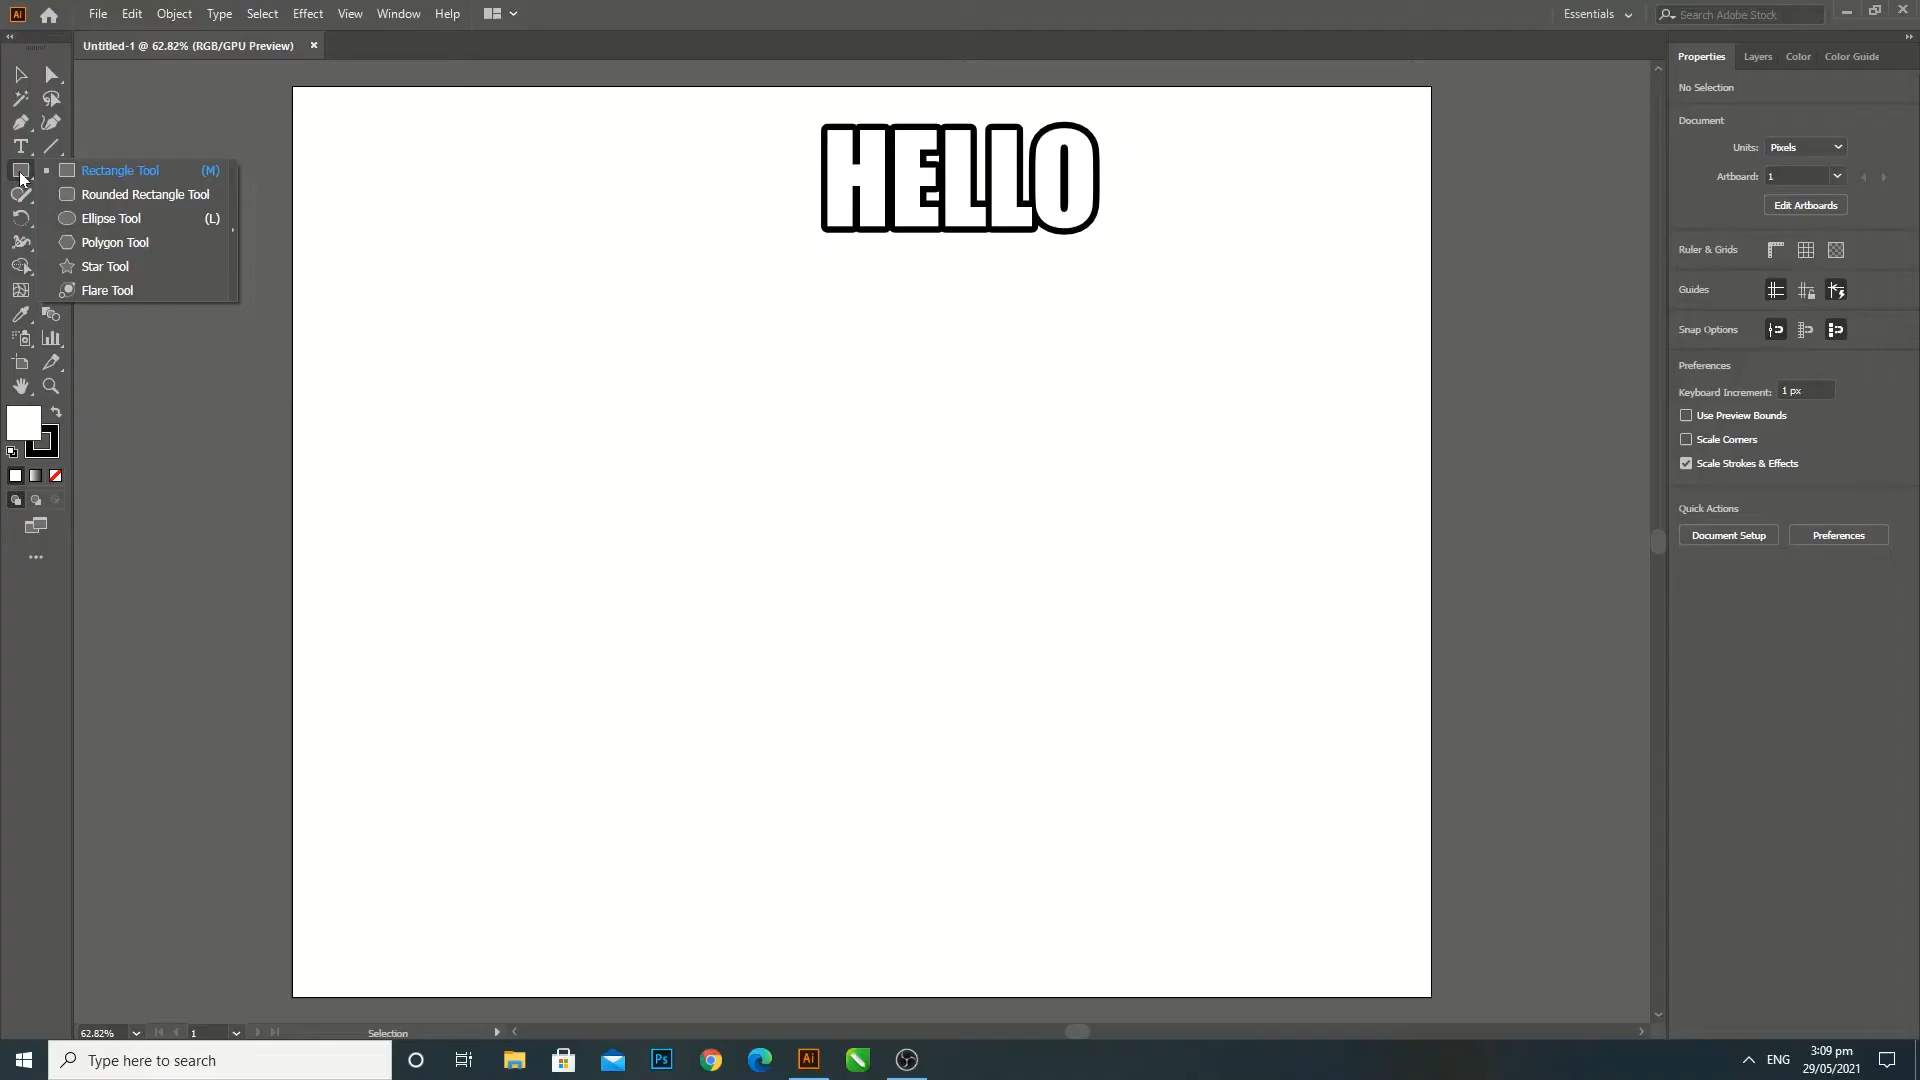 Ai File Edit Object Type Select Effect View Window Help Essentials Search Adobe Stock
Untitled-1 @ 62.82% (RGB/GPU Preview) ×
Properties Layers Color Color Guide
No Selection
Document
Units: Pixels
Artboard: 1
Edit Artboards
Ruler & Grids
Guides
Snap Options
Preferences
Keyboard Increment: 1 px
Use Preview Bounds
Scale Corners
Scale Strokes & Effects
Quick Actions
Document Setup Preferences
Rectangle Tool (M)
Rounded Rectangle Tool
Ellipse Tool (L)
Polygon Tool
Star Tool
Flare Tool
HELLO
62.82% 1 Selection
Type here to search
Ps Ai
ENG
3:09 pm
29/05/2021